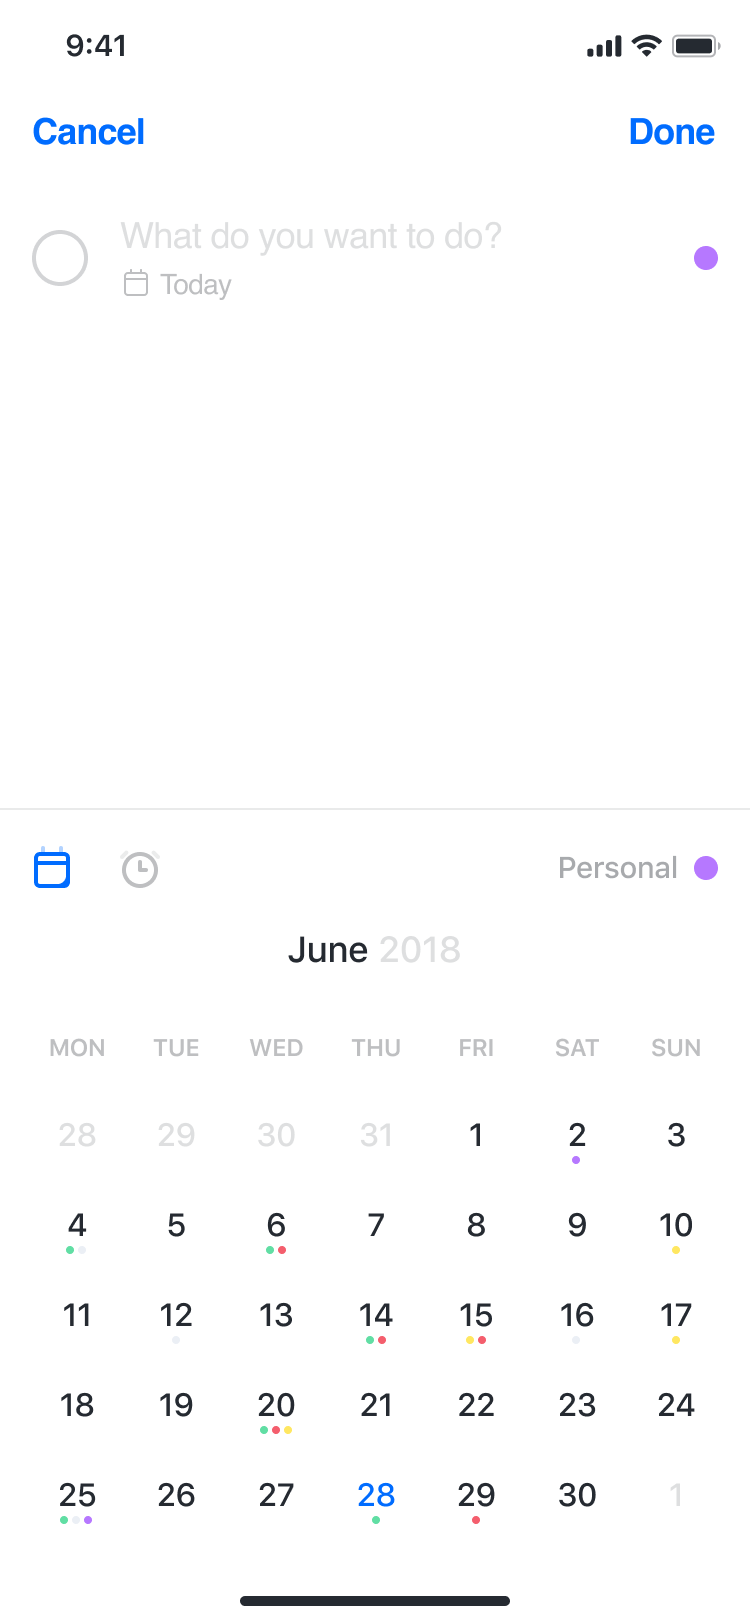 9:41
Cancel Done
What do you want to do?
Today
Personal
June 2018
MON TUE WED THU FRI SAT SUN
28 29 30 31 1 2 3
4 5 6 7 8 9 10
11 12 13 14 15 16 17
18 19 20 21 22 23 24
25 26 27 28 29 30 1